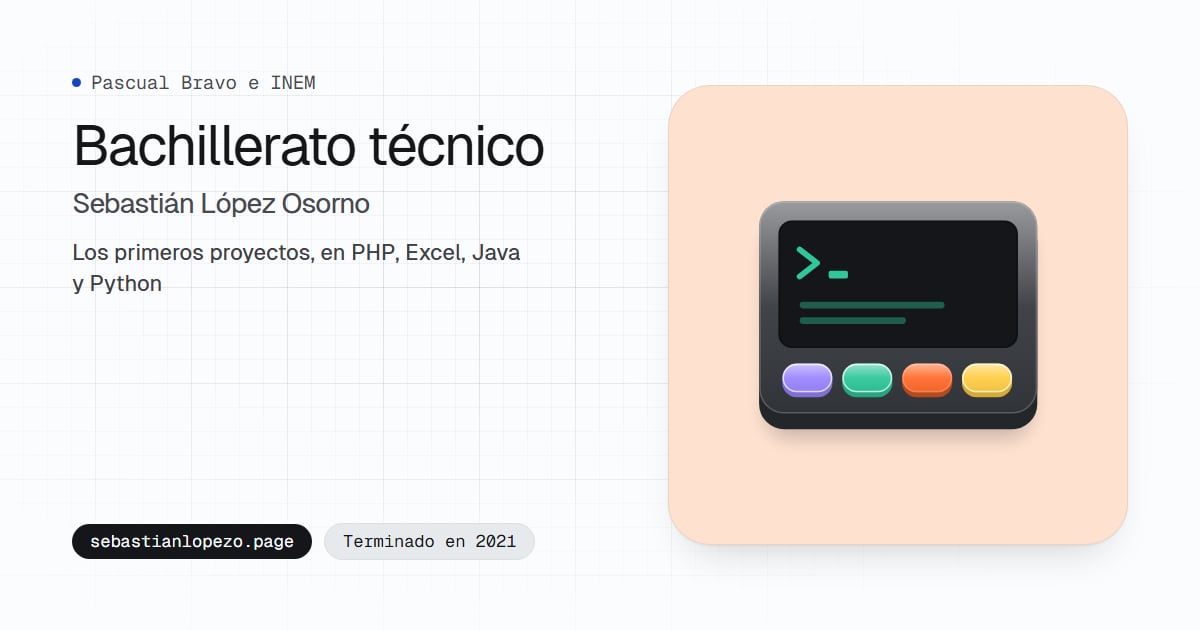 Pascual Bravo e INEM
Bachillerato técnico
Sebastián López Osorno
Los primeros proyectos, en PHP, Excel, Java
y Python
sebastianlopezo.page
Terminado en 2021